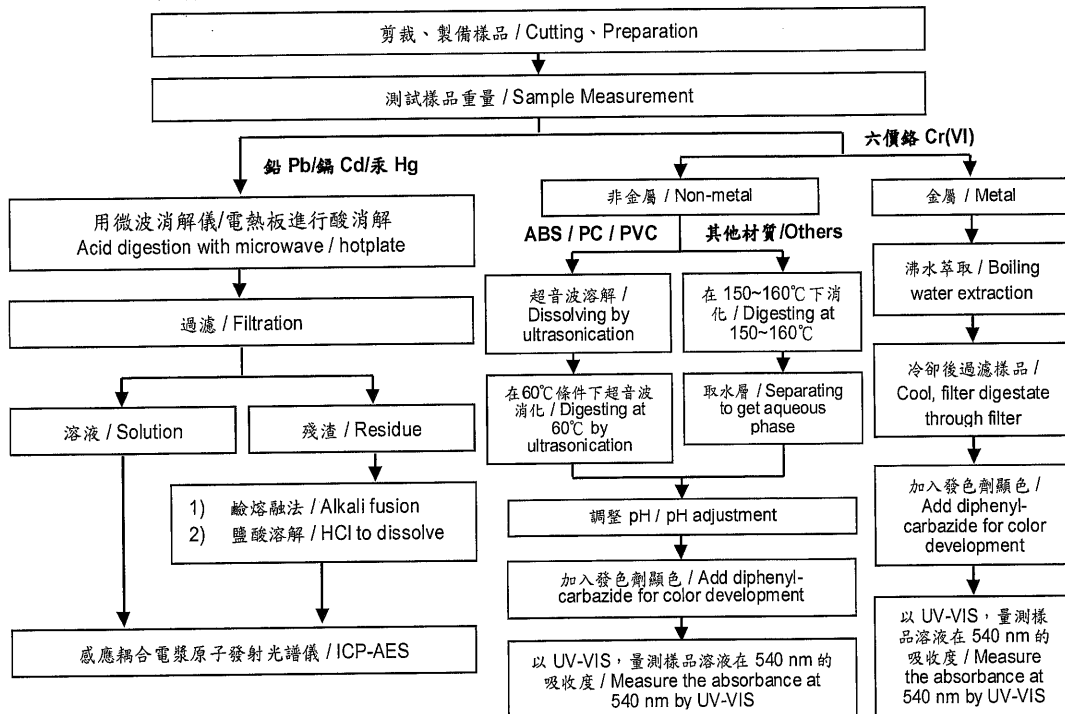 剪裁、製備樣品 / Cutting、Preparation
測試樣品重量 / Sample Measurement
鉛 Pb/鎘 Cd/汞 Hg
用微波消解儀/電熱板進行酸消解
Acid digestion with microwave / hotplate
過濾 / Filtration
溶液 / Solution
殘渣 / Residue
1) 鹼熔融法 / Alkali fusion
2) 鹽酸溶解 / HCl to dissolve
感應耦合電漿原子發射光譜儀 / ICP-AES
六價鉻 Cr(VI)
非金屬 / Non-metal
ABS / PC / PVC
超音波溶解 /
Dissolving by
ultrasonication
在60℃條件下超音波
消化 / Digesting at
60℃ by
ultrasonication
其他材質/Others
在 150~160℃下消
化 / Digesting at
150~160℃
取水層 / Separating
to get aqueous
phase
調整 pH / pH adjustment
加入發色劑顯色 / Add diphenyl-
carbazide for color development
以 UV-VIS，量測樣品溶液在 540 nm 的
吸收度 / Measure the absorbance at
540 nm by UV-VIS
金屬 / Metal
沸水萃取 / Boiling
water extraction
冷卻後過濾樣品 /
Cool, filter digestate
through filter
加入發色劑顯色 /
Add diphenyl-
carbazide for color
development
以 UV-VIS，量測樣
品溶液在 540 nm 的
吸收度 / Measure
the absorbance at
540 nm by UV-VIS